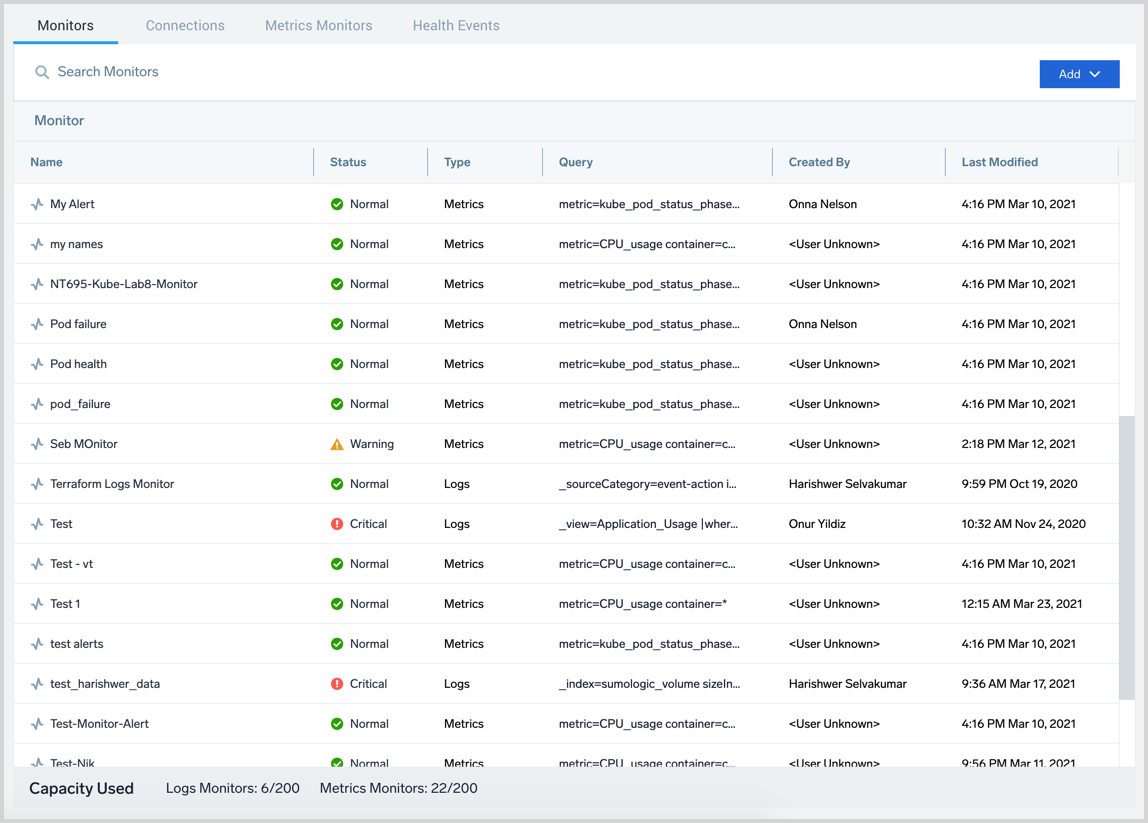 Monitors Connections Metrics Monitors Health Events
Search Monitors Add
Monitor
Name Status Type Query Created By Last Modified
My Alert Normal Metrics metric=kube_pod_status_phase... Onna Nelson 4:16 PM Mar 10, 2021
my names Normal Metrics metric=CPU_usage container=c... <User Unknown> 4:16 PM Mar 10, 2021
NT695-Kube-Lab8-Monitor Normal Metrics metric=kube_pod_status_phase... <User Unknown> 4:16 PM Mar 10, 2021
Pod failure Normal Metrics metric=kube_pod_status_phase... Onna Nelson 4:16 PM Mar 10, 2021
Pod health Normal Metrics metric=kube_pod_status_phase... <User Unknown> 4:16 PM Mar 10, 2021
pod_failure Normal Metrics metric=kube_pod_status_phase... <User Unknown> 4:16 PM Mar 10, 2021
Seb MOnitor Warning Metrics metric=CPU_usage container=c... <User Unknown> 2:18 PM Mar 12, 2021
Terraform Logs Monitor Normal Logs _sourceCategory=event-action i... Harishwer Selvakumar 9:59 PM Oct 19, 2020
Test Critical Logs _view=Application_Usage |wher... Onur Yildiz 10:32 AM Nov 24, 2020
Test - vt Normal Metrics metric=CPU_usage container=c... <User Unknown> 4:16 PM Mar 10, 2021
Test 1 Normal Metrics metric=CPU_usage container=* <User Unknown> 12:15 AM Mar 23, 2021
test alerts Normal Metrics metric=kube_pod_status_phase... <User Unknown> 4:16 PM Mar 10, 2021
test_harishwer_data Critical Logs _index=sumologic_volume sizeIn... Harishwer Selvakumar 9:36 AM Mar 17, 2021
Test-Monitor-Alert Normal Metrics metric=CPU_usage container=c... <User Unknown> 4:16 PM Mar 10, 2021
Test-Nik Normal Metrics metric=CPU_usage container=c... <User Unknown> 9:56 PM Mar 11, 2021
Capacity Used Logs Monitors: 6/200 Metrics Monitors: 22/200